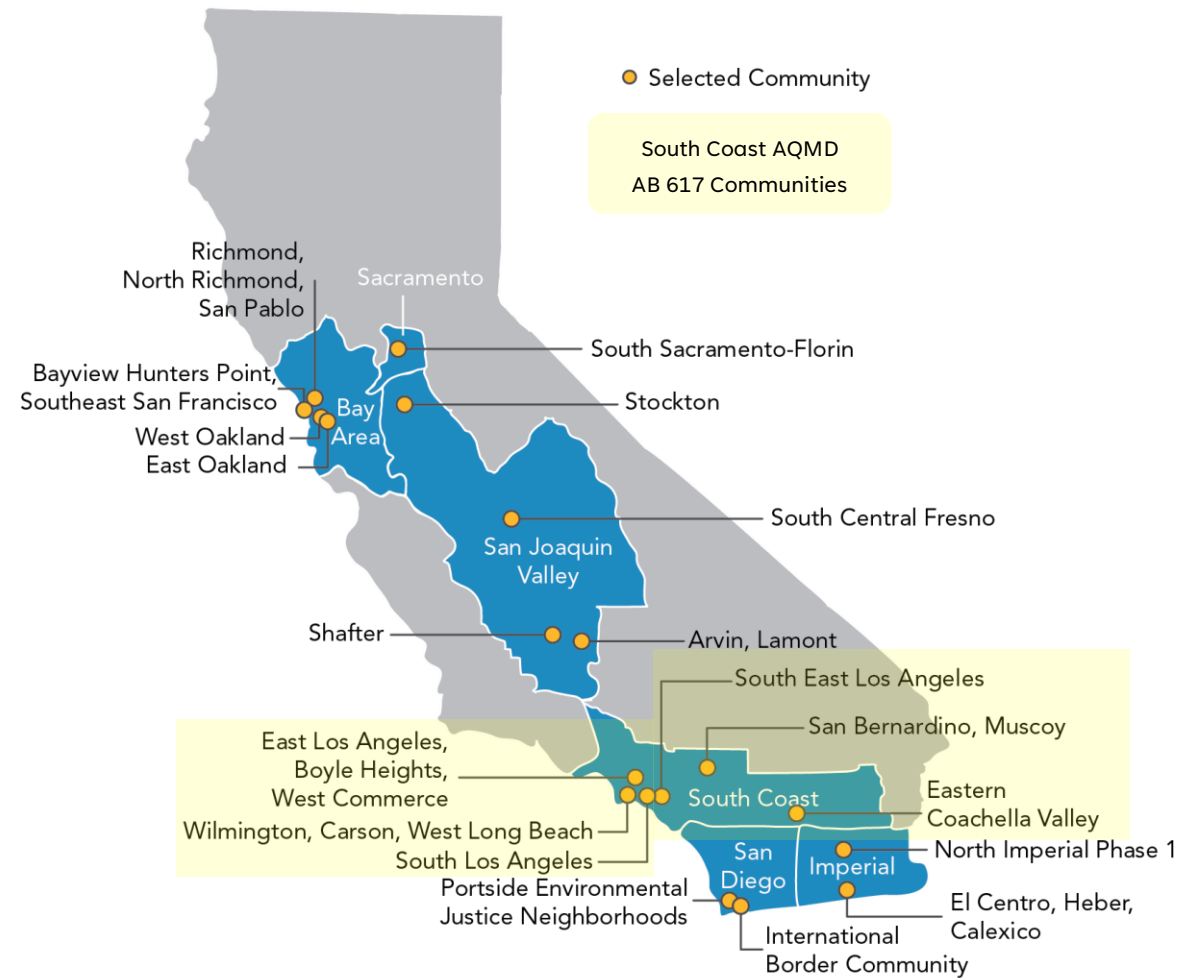 Selected Community
South Coast AQMD
AB 617 Communities
Richmond,
North Richmond,
San Pablo
Sacramento
South Sacramento-Florin
Bayview Hunters Point,
Southeast San Francisco
Stockton
Bay
Area
West Oakland
East Oakland
South Central Fresno
San Joaquin
Valley
Shafter
Arvin, Lamont
South East Los Angeles
San Bernardino, Muscoy
East Los Angeles,
Boyle Heights,
West Commerce
South Coast
Eastern
Coachella Valley
Wilmington, Carson, West Long Beach
South Los Angeles
San
Diego
Imperial
North Imperial Phase 1
Portside Environmental
Justice Neighborhoods
El Centro, Heber,
Calexico
International
Border Community